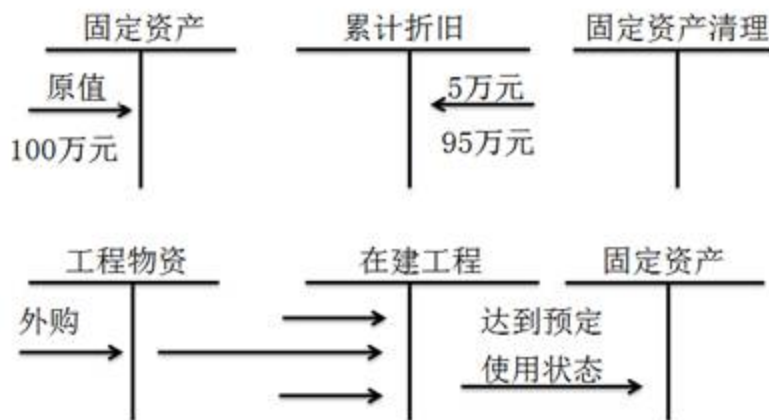 固定资产 累计折旧 固定资产清理
原值 5万元
100万元 95万元
工程物资 在建工程 固定资产
外购 达到预定
使用状态